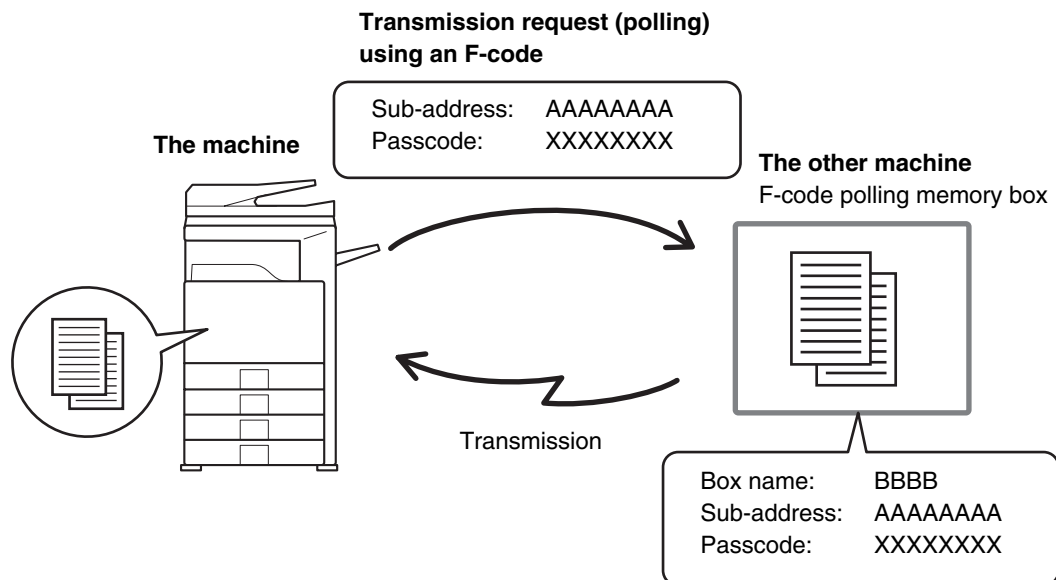 Transmission request (polling)
using an F-code
Sub-address: AAAAAAAA
Passcode: XXXXXXXX
The machine
The other machine
F-code polling memory box
Transmission
Box name: BBBB
Sub-address: AAAAAAAA
Passcode: XXXXXXXX